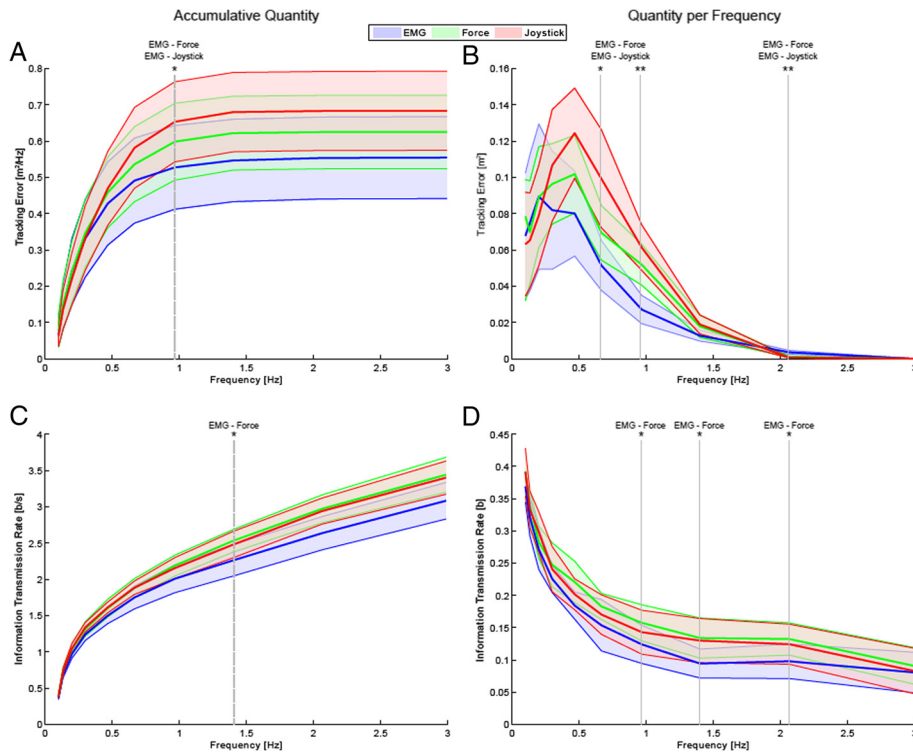 Accumulative Quantity
Quantity per Frequency
EMG Force Joystick
A
EMG - Force
EMG - Joystick
*
0.8
0.7
0.6
0.5
0.4
0.3
0.2
0.1
0
Tracking Error [m²/Hz]
0 0.5 1 1.5 2 2.5 3
Frequency [Hz]
B
EMG - Force
EMG - Joystick
* **
EMG - Force
EMG - Joystick
**
0.16
0.14
0.12
0.1
0.08
0.06
0.04
0.02
0
Tracking Error [m²]
0 0.5 1 1.5 2 2.5 3
Frequency [Hz]
C
EMG - Force
*
4
3.5
3
2.5
2
1.5
1
0.5
0
Information Transmission Rate [b/s]
0 0.5 1 1.5 2 2.5 3
Frequency [Hz]
D
EMG - Force EMG - Force EMG - Force
* * *
0.45
0.4
0.35
0.3
0.25
0.2
0.15
0.1
0.05
0
Information Transmission Rate [b]
0 0.5 1 1.5 2 2.5 3
Frequency [Hz]